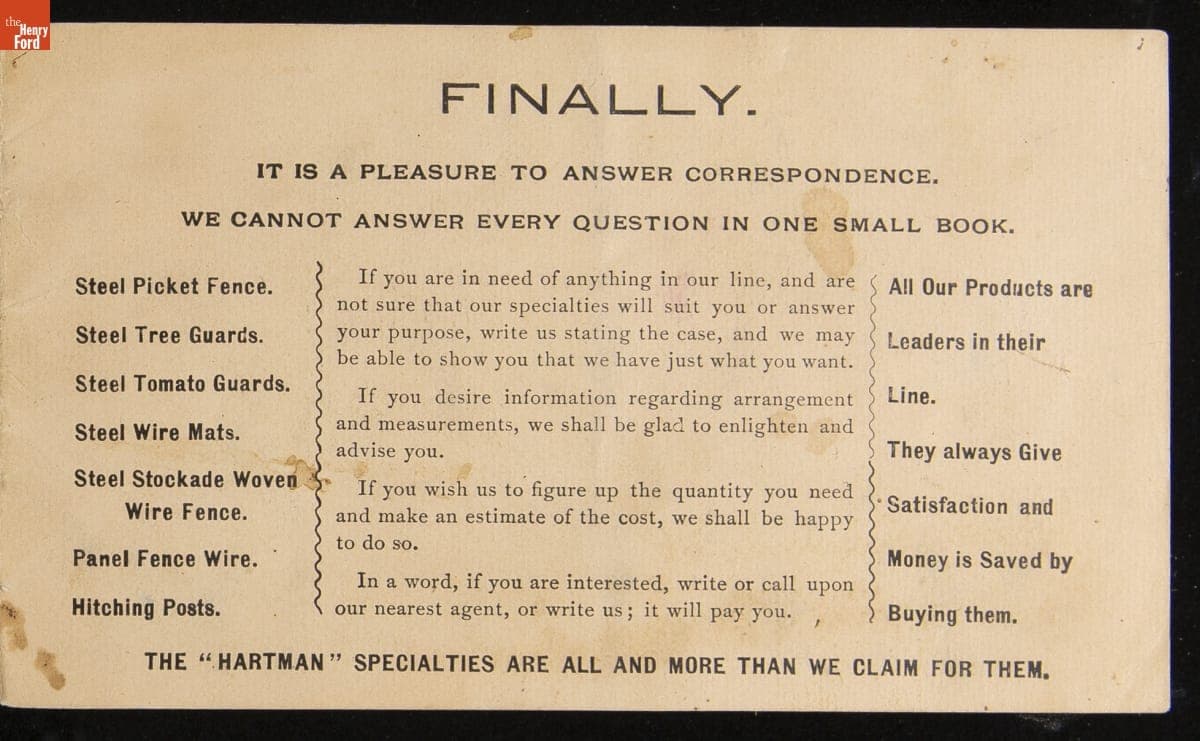 the
Henry
Ford
FINALLY.
IT IS A PLEASURE TO ANSWER CORRESPONDENCE.
WE CANNOT ANSWER EVERY QUESTION IN ONE SMALL BOOK.
Steel Picket Fence.
Steel Tree Guards.
Steel Tomato Guards.
Steel Wire Mats.
Steel Stockade Woven
Wire Fence.
Panel Fence Wire.
Hitching Posts.
If you are in need of anything in our line, and are
not sure that our specialties will suit you or answer
your purpose, write us stating the case, and we may
be able to show you that we have just what you want.
If you desire information regarding arrangement
and measurements, we shall be glad to enlighten and
advise you.
If you wish us to figure up the quantity you need
and make an estimate of the cost, we shall be happy
to do so.
In a word, if you are interested, write or call upon
our nearest agent, or write us; it will pay you.
All Our Products are
Leaders in their
Line.
They always Give
Satisfaction and
Money is Saved by
Buying them.
THE "HARTMAN" SPECIALTIES ARE ALL AND MORE THAN WE CLAIM FOR THEM.